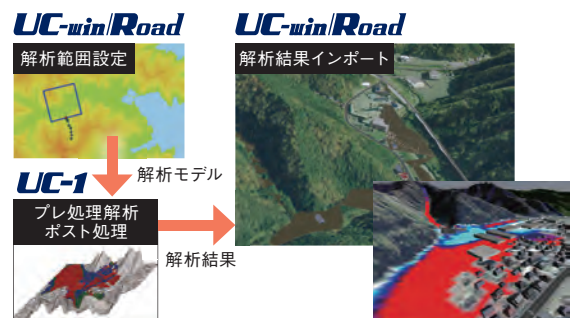 UC-win/Road
解析範囲設定
解析モデル
UC-1
プレ処理解析
ポスト処理
解析結果
UC-win/Road
解析結果インポート